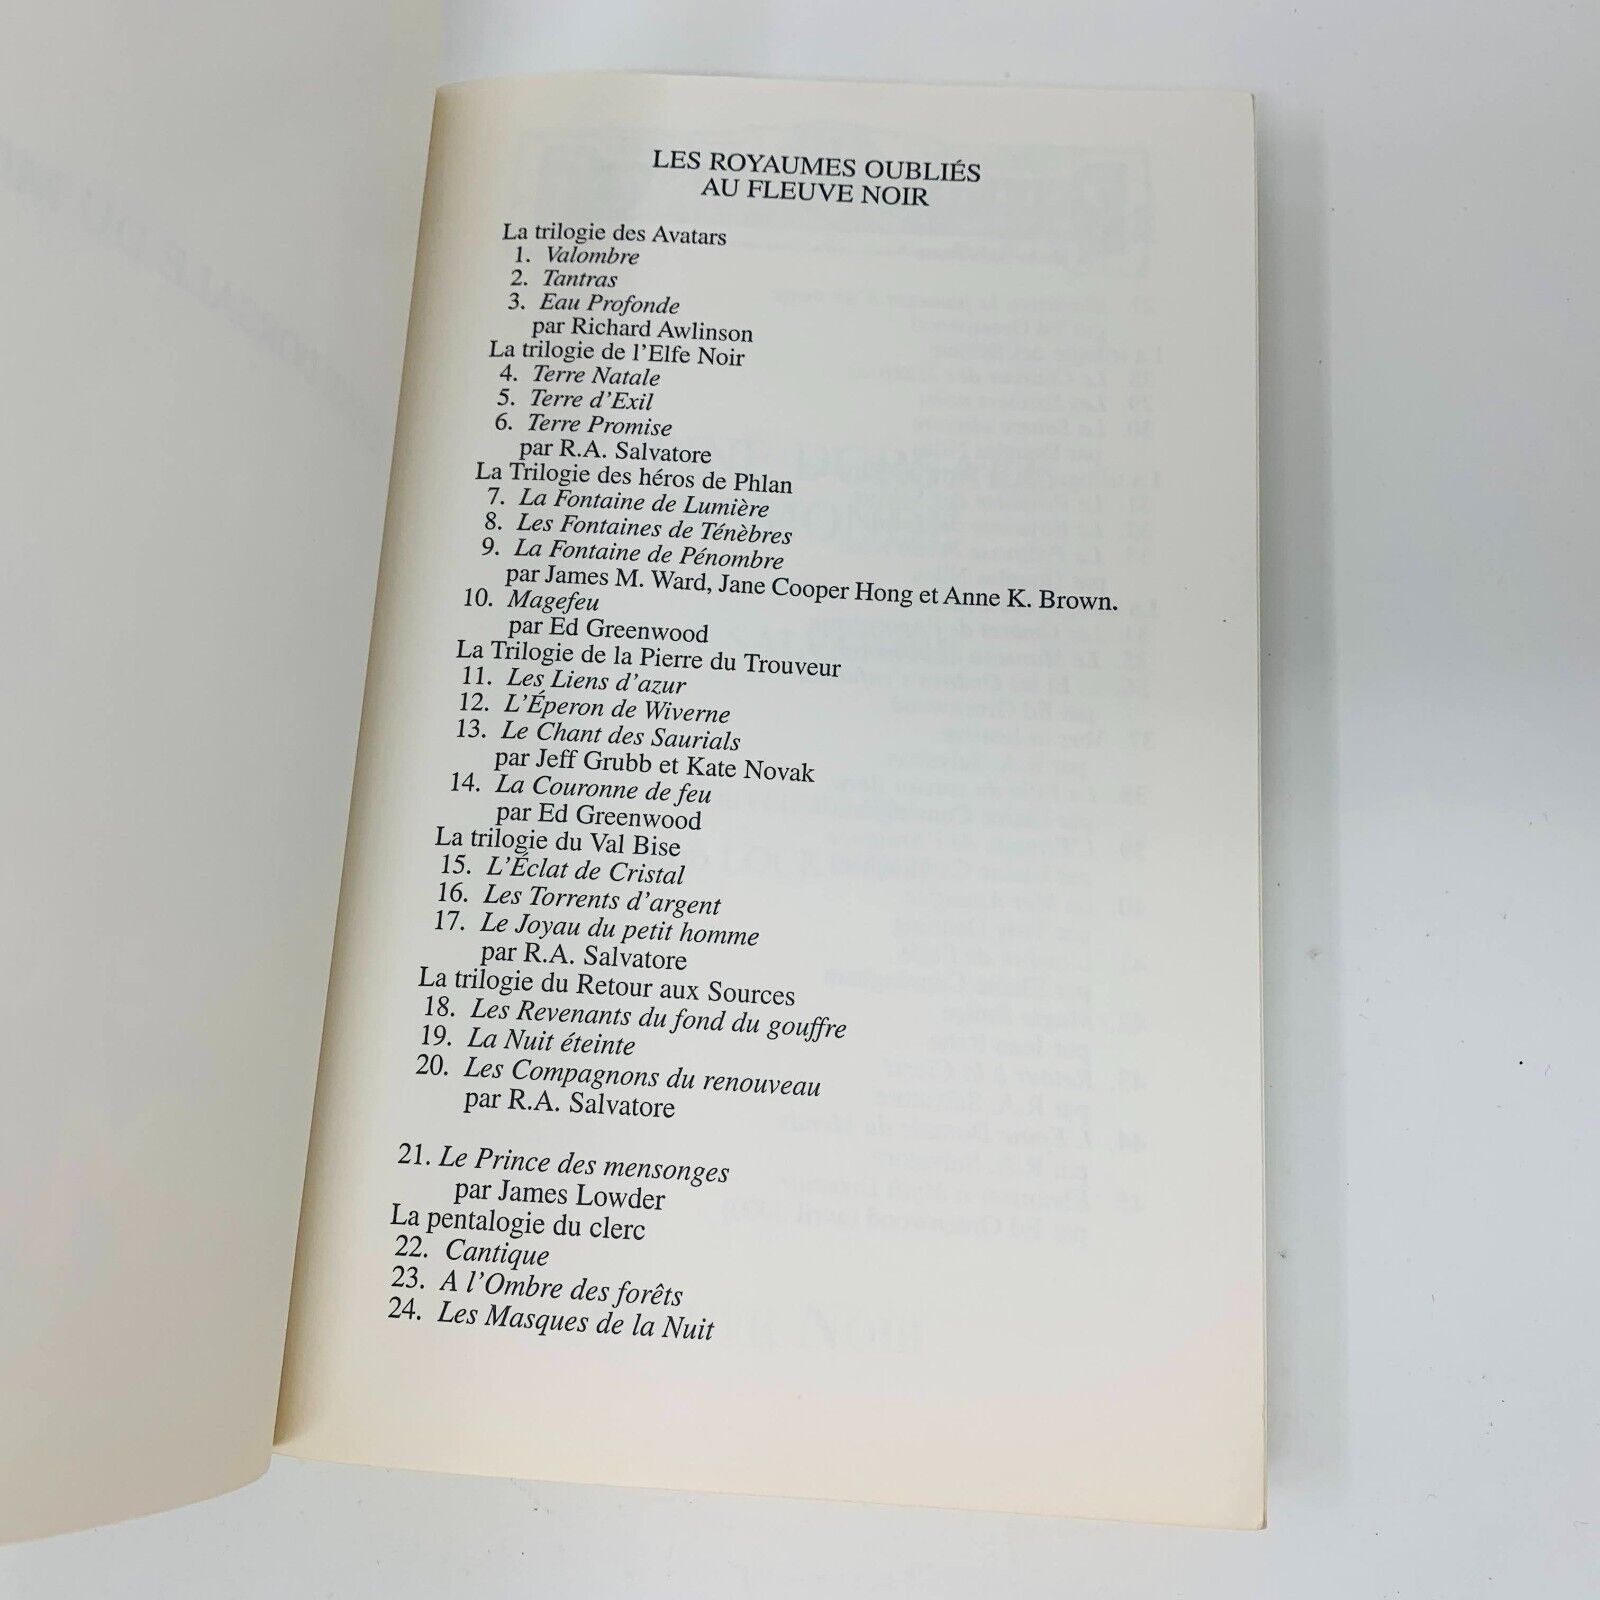 LES ROYAUMES OUBLIÉS
AU FLEUVE NOIR
La trilogie des Avatars
1. Valombre
2. Tantras
3. Eau Profonde
par Richard Awlinson
La trilogie de l'Elfe Noir
4. Terre Natale
5. Terre d'Exil
6. Terre Promise
par R.A. Salvatore
La Trilogie des héros de Phlan
7. La Fontaine de Lumière
8. Les Fontaines de Ténèbres
9. La Fontaine de Pénombre
par James M. Ward, Jane Cooper Hong et Anne K. Brown.
10. Magefeu
par Ed Greenwood
La Trilogie de la Pierre du Trouveur
11. Les Liens d'azur
12. L'Éperon de Wiverne
13. Le Chant des Saurials
par Jeff Grubb et Kate Novak
14. La Couronne de feu
par Ed Greenwood
La trilogie du Val Bise
15. L'Éclat de Cristal
16. Les Torrents d'argent
17. Le Joyau du petit homme
par R.A. Salvatore
La trilogie du Retour aux Sources
18. Les Revenants du fond du gouffre
19. La Nuit éteinte
20. Les Compagnons du renouveau
par R.A. Salvatore
21. Le Prince des mensonges
par James Lowder
La pentalogie du clerc
22. Cantique
23. A l'Ombre des forêts
24. Les Masques de la Nuit